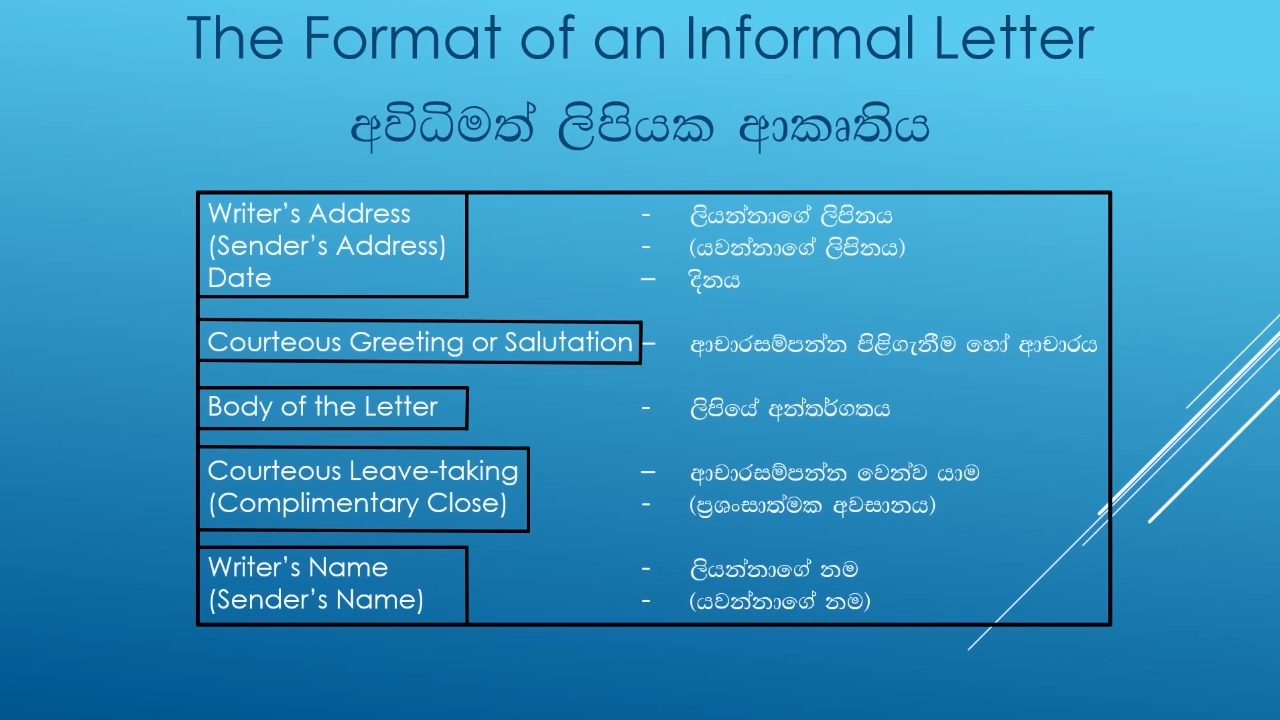 The Format of an Informal Letter
අවිධිමත් ලිපියක ආකෘතිය
Writer's Address - ලියන්නාගේ ලිපිනය
(Sender's Address) - (යවන්නාගේ ලිපිනය)
Date – දිනය
Courteous Greeting or Salutation – ආචාරසම්පන්න පිළිගැනීම හෝ ආචාරය
Body of the Letter - ලිපියේ අන්තර්ගතය
Courteous Leave-taking – ආචාරසම්පන්න වෙන්ව යාම
(Complimentary Close) - (ප්‍රශංසාත්මක අවසානය)
Writer's Name - ලියන්නාගේ නම
(Sender's Name) - (යවන්නාගේ නම)